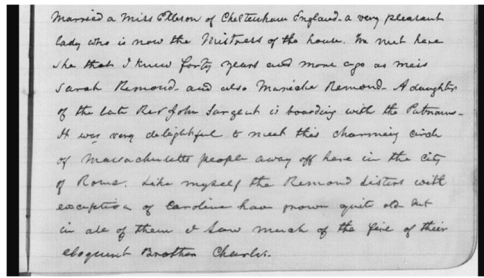 Married a Miss Olleson of Cheltenham England. a very pleasant
lady who is now the Mistress of the house. I'm met here
she that I knew forty years and more ago as miss
Sarah Remond - and also Maricha Remond - A daughter
of the late Rev John Sargent is boarding with the Putnams -
It was very delightful to meet this charming circle
of Massachusetts people away off here in the city
of Rome. Like myself the Remond Sisters with
exception of Caroline have grown quite old but
in all of them I saw much of the fire of their
eloquent Brother Charles.